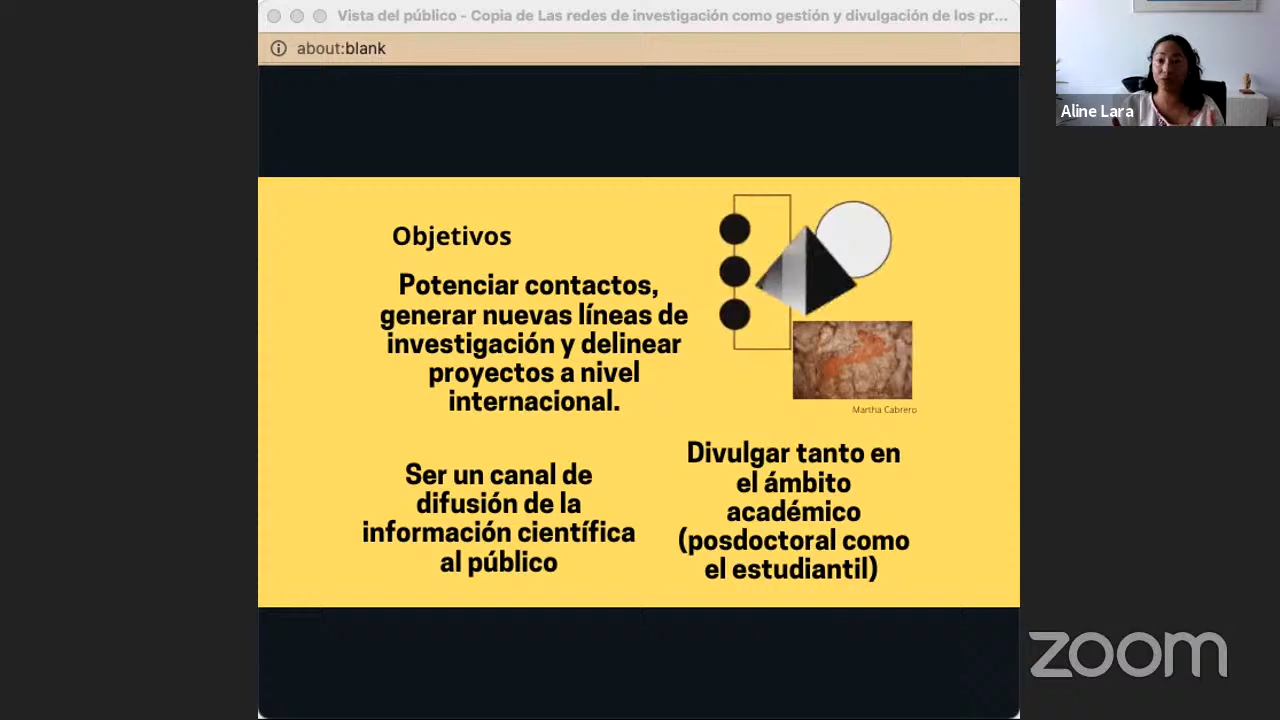 Vista del público - Copia de Las redes de investigación como gestión y divulgación de los pr...
about:blank
Aline Lara
Objetivos
Potenciar contactos,
generar nuevas líneas de
investigación y delinear
proyectos a nivel
internacional.
Martha Cabrero
Ser un canal de
difusión de la
información científica
al público
Divulgar tanto en
el ámbito
académico
(posdoctoral como
el estudiantil)
zoom